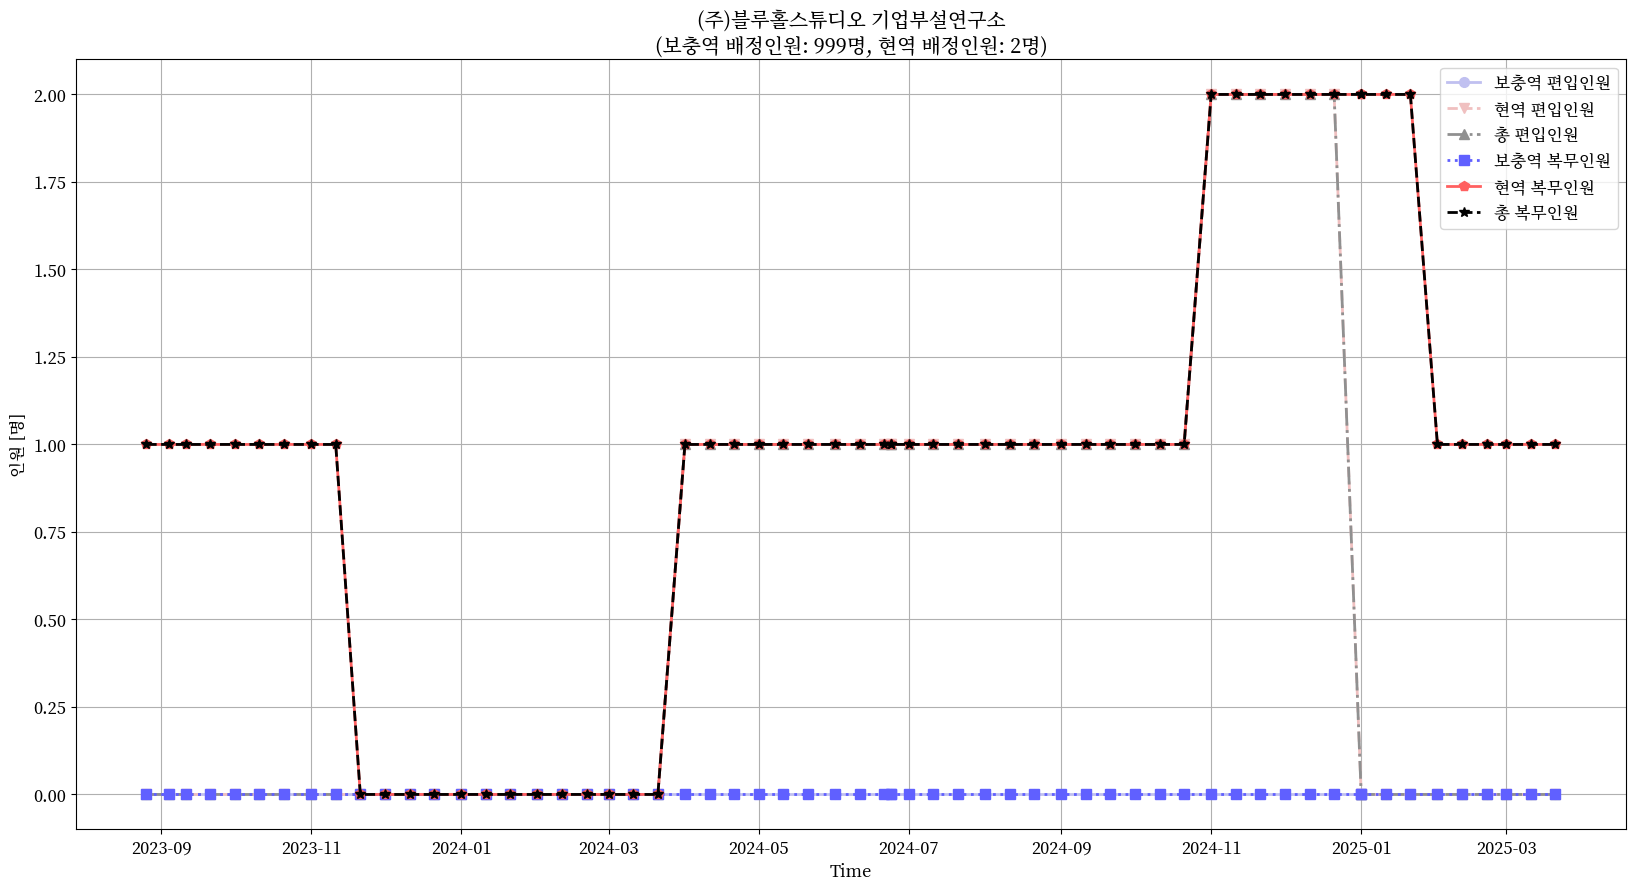 (주)블루홀스튜디오 기업부설연구소
(보충역 배정인원: 999명, 현역 배정인원: 2명)
보충역 편입인원
현역 편입인원
총 편입인원
보충역 복무인원
현역 복무인원
총 복무인원
인원 [명]
2.00
1.75
1.50
1.25
1.00
0.75
0.50
0.25
0.00
2023-09
2023-11
2024-01
2024-03
2024-05
2024-07
2024-09
2024-11
2025-01
2025-03
Time